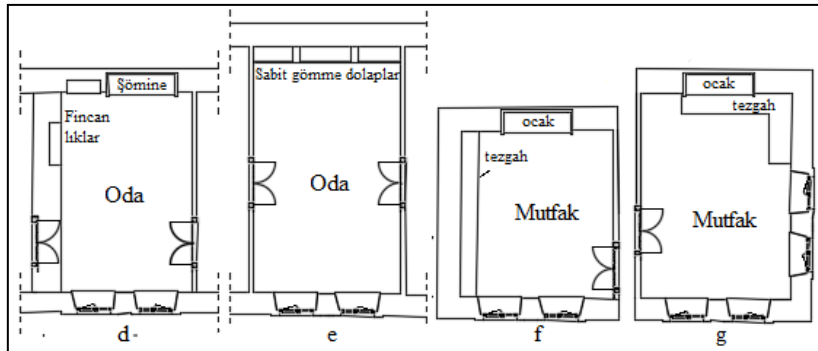 Şömine
Fincan
lıklar
Oda
d-
Sabit gömme dolaplar
Oda
e
ocak
tezgah
Mutfak
f
ocak
tezgah
Mutfak
g